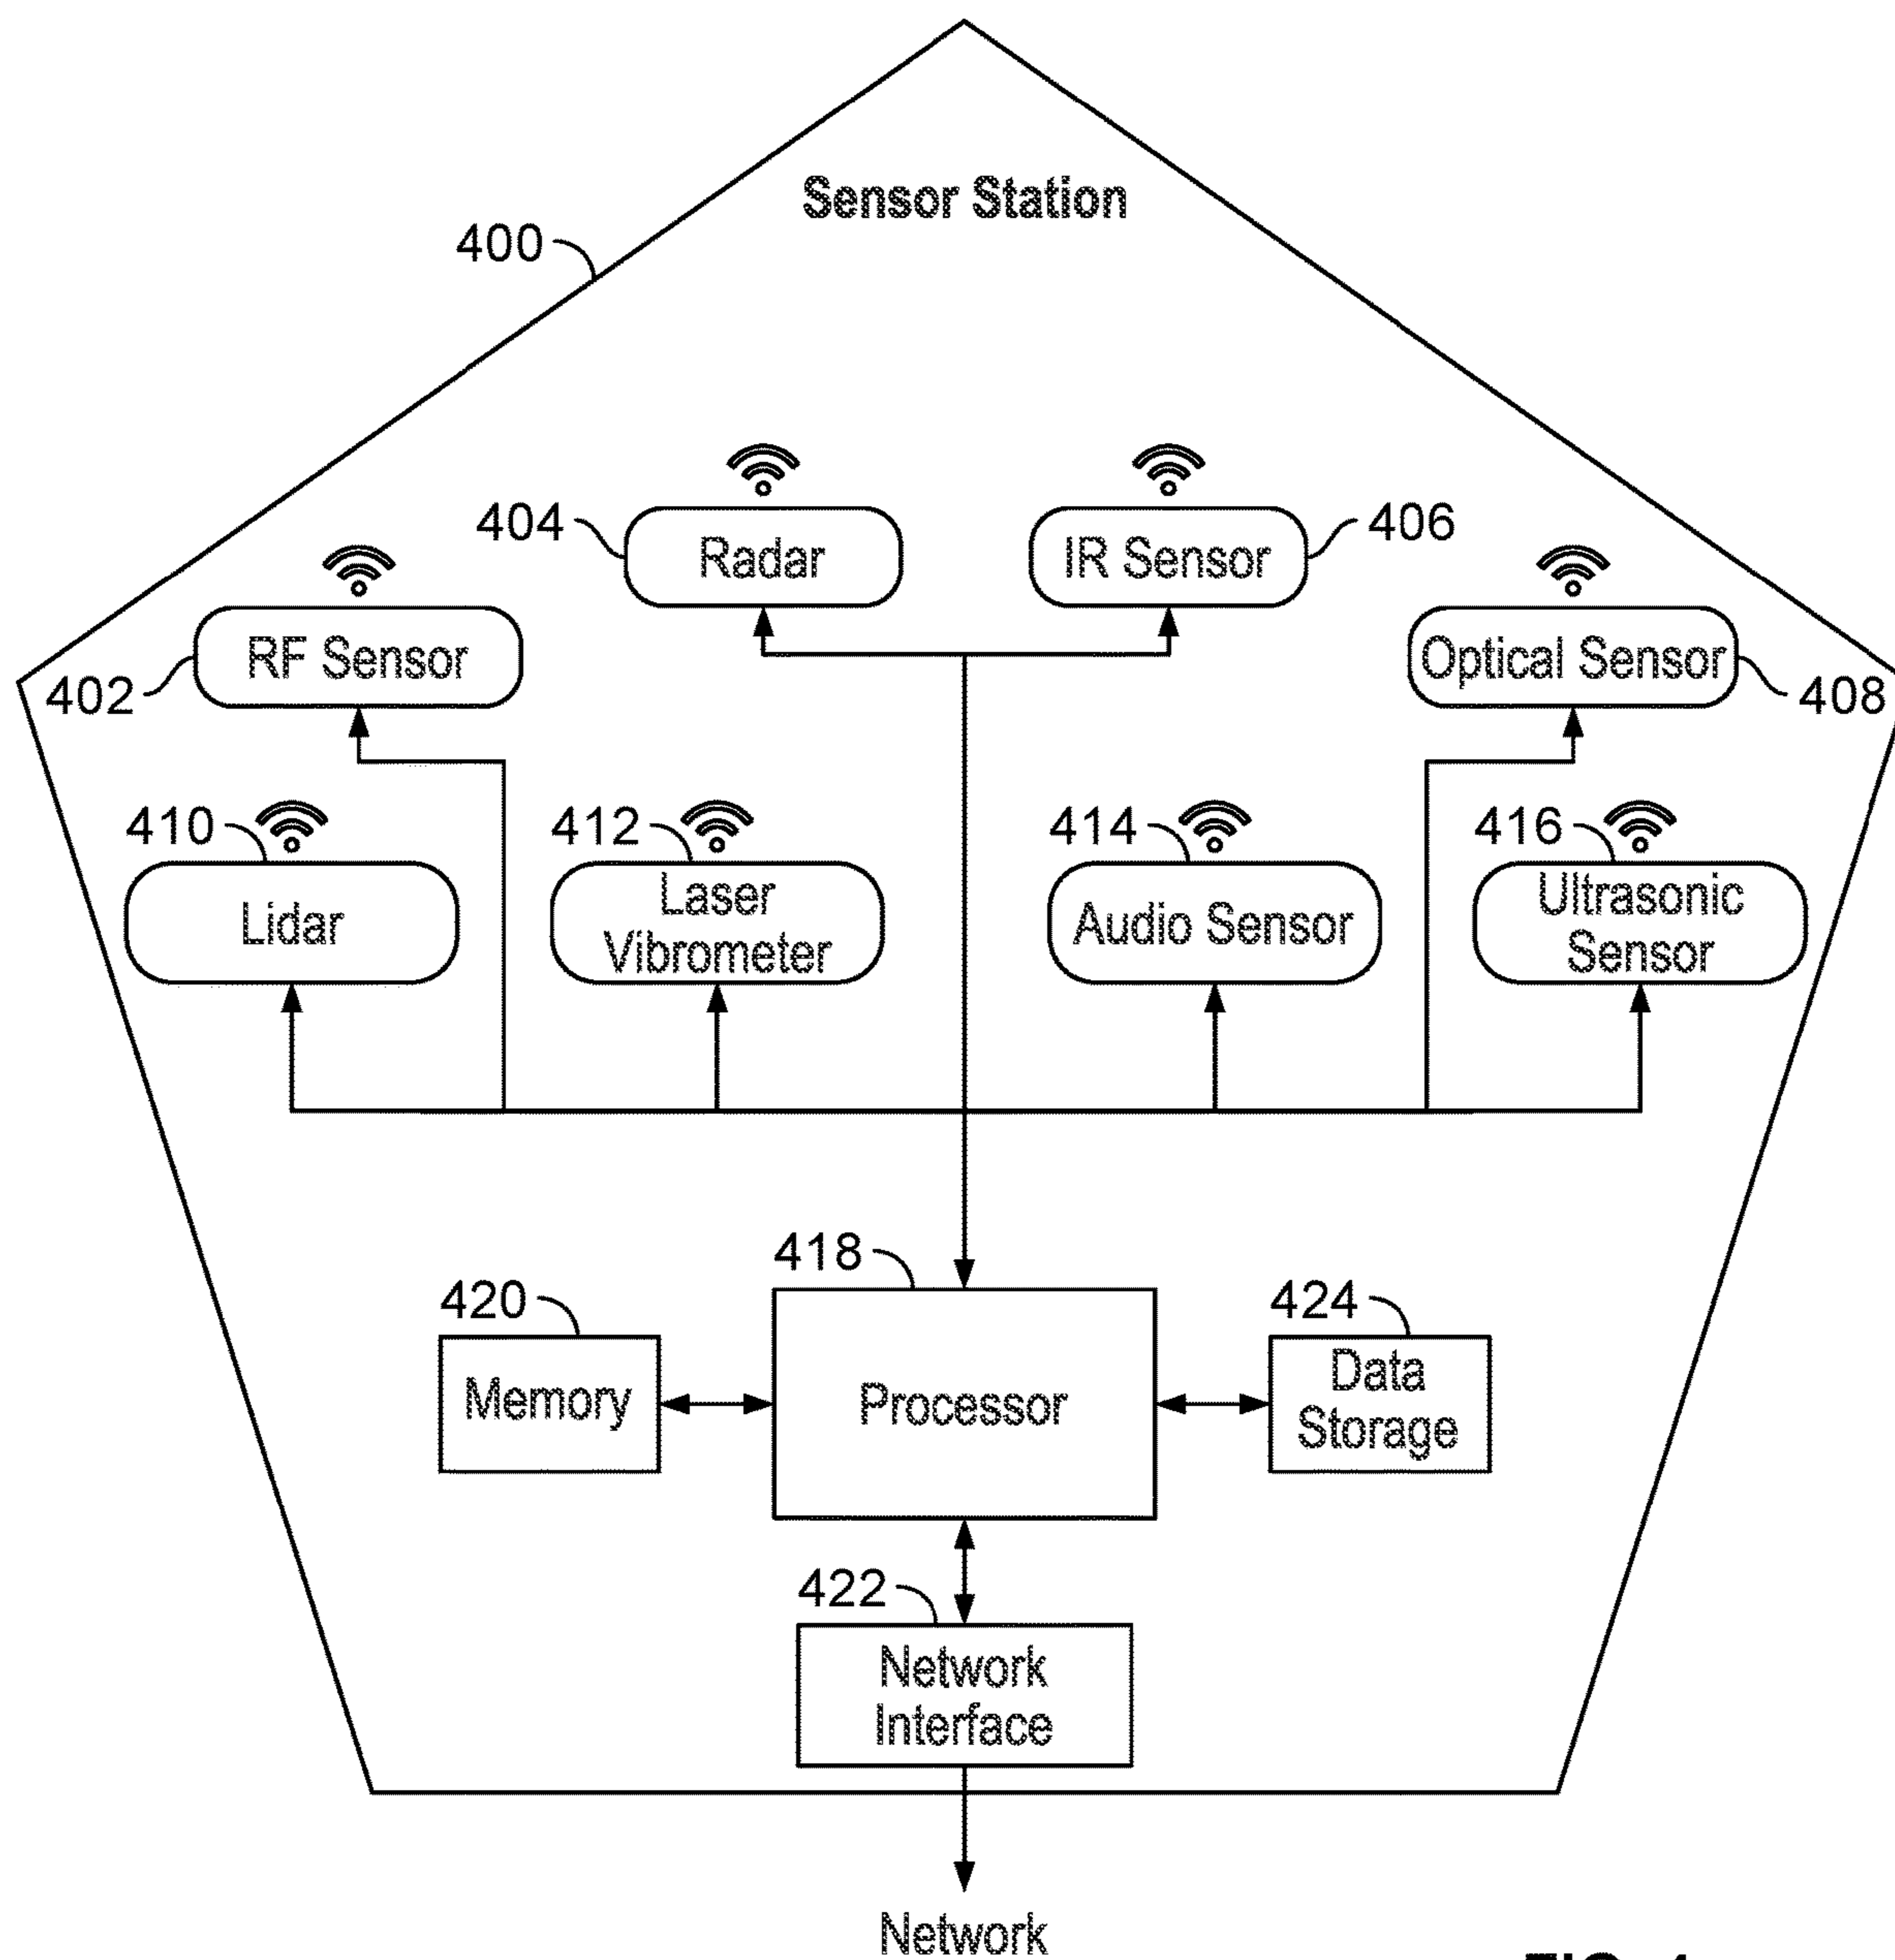 Sensor Station
400
404
Radar
IR Sensor
406
402
RF Sensor
Optical Sensor
408
410
Lidar
412
Laser
Vibrometer
414
Audio Sensor
416
Ultrasonic
Sensor
418
Processor
420
Memory
424
Data
Storage
422
Network
Interface
Network